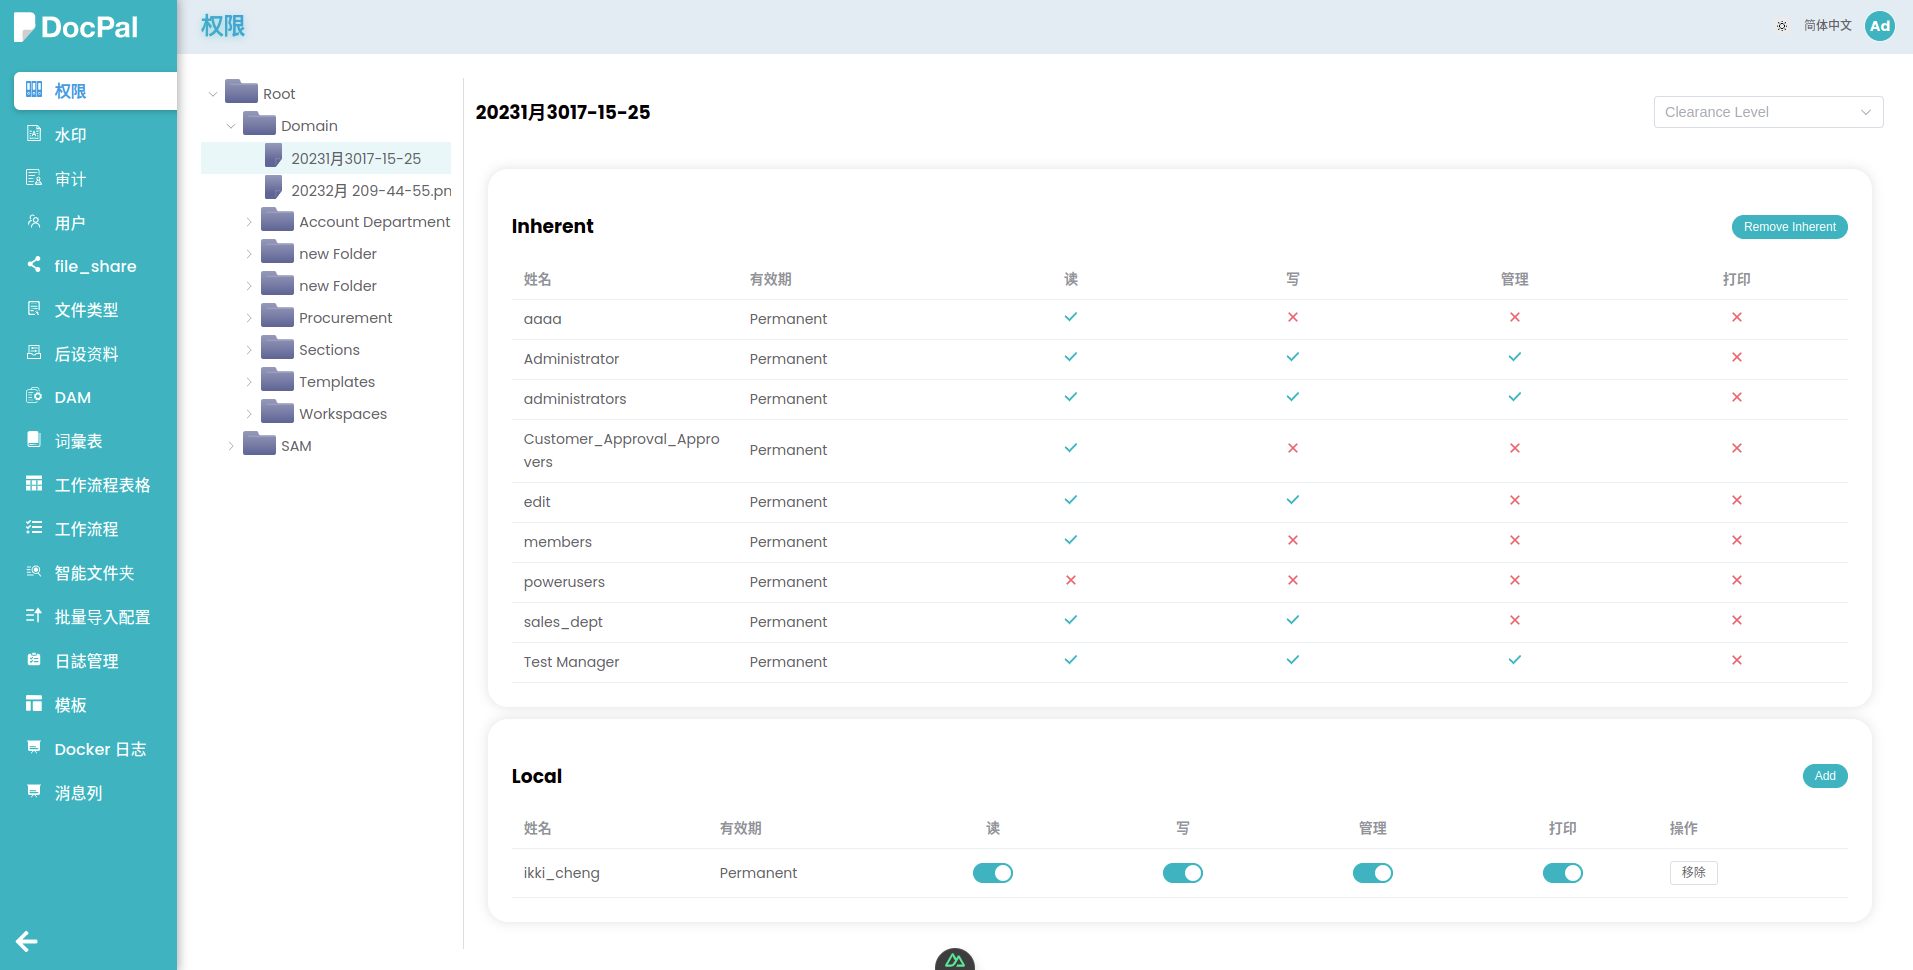 DocPal
权限
简体中文
Ad
权限
水印
审计
用户
file_share
文件类型
后设资料
DAM
词彙表
工作流程表格
工作流程
智能文件夹
批量导入配置
日誌管理
模板
Docker 日志
消息列
Root
Domain
20231月3017-15-25
20232月 209-44-55.pn
Account Department
new Folder
new Folder
Procurement
Sections
Templates
Workspaces
SAM
20231月3017-15-25
Clearance Level
Inherent
Remove Inherent
姓名 有效期 读 写 管理 打印
aaaa Permanent
Administrator Permanent
administrators Permanent
Customer_Approval_Appro
vers Permanent
edit Permanent
members Permanent
powerusers Permanent
sales_dept Permanent
Test Manager Permanent
Local
Add
姓名 有效期 读 写 管理 打印 操作
ikki_cheng Permanent 移除